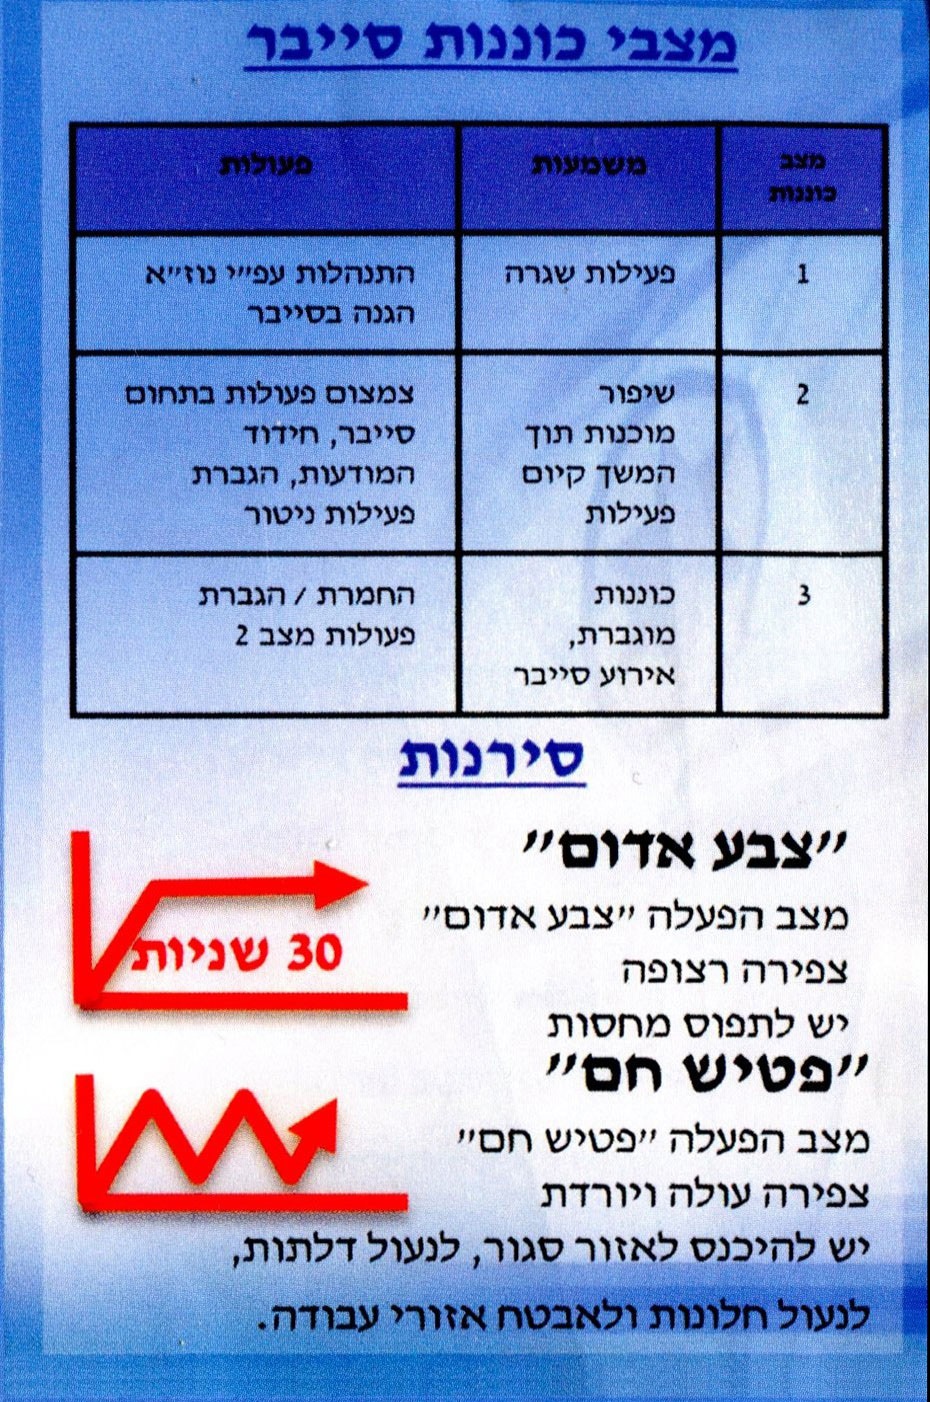 מצבי כוננות סייבר
מצב
כוננות
משמעות
פעולות
1
פעילות שגרה
התנהלות עפ"י נוז"א
הגנה בסייבר
2
שיפור
מוכנות תוך
המשך קיום
פעילות
צמצום פעולות בתחום
סייבר, חידוד
המודעות, הגברת
פעילות ניטור
3
כוננות
מוגברת,
אירוע סייבר
החמרת / הגברת
פעולות מצב 2
סירנות
"צבע אדום"
מצב הפעלה "צבע אדום"
צפירה רצופה
יש לתפוס מחסות
30 שניות
"פטיש חם"
מצב הפעלה "פטיש חם"
צפירה עולה ויורדת
יש להיכנס לאזור סגור, לנעול דלתות,
לנעול חלונות ולאבטח אזורי עבודה.